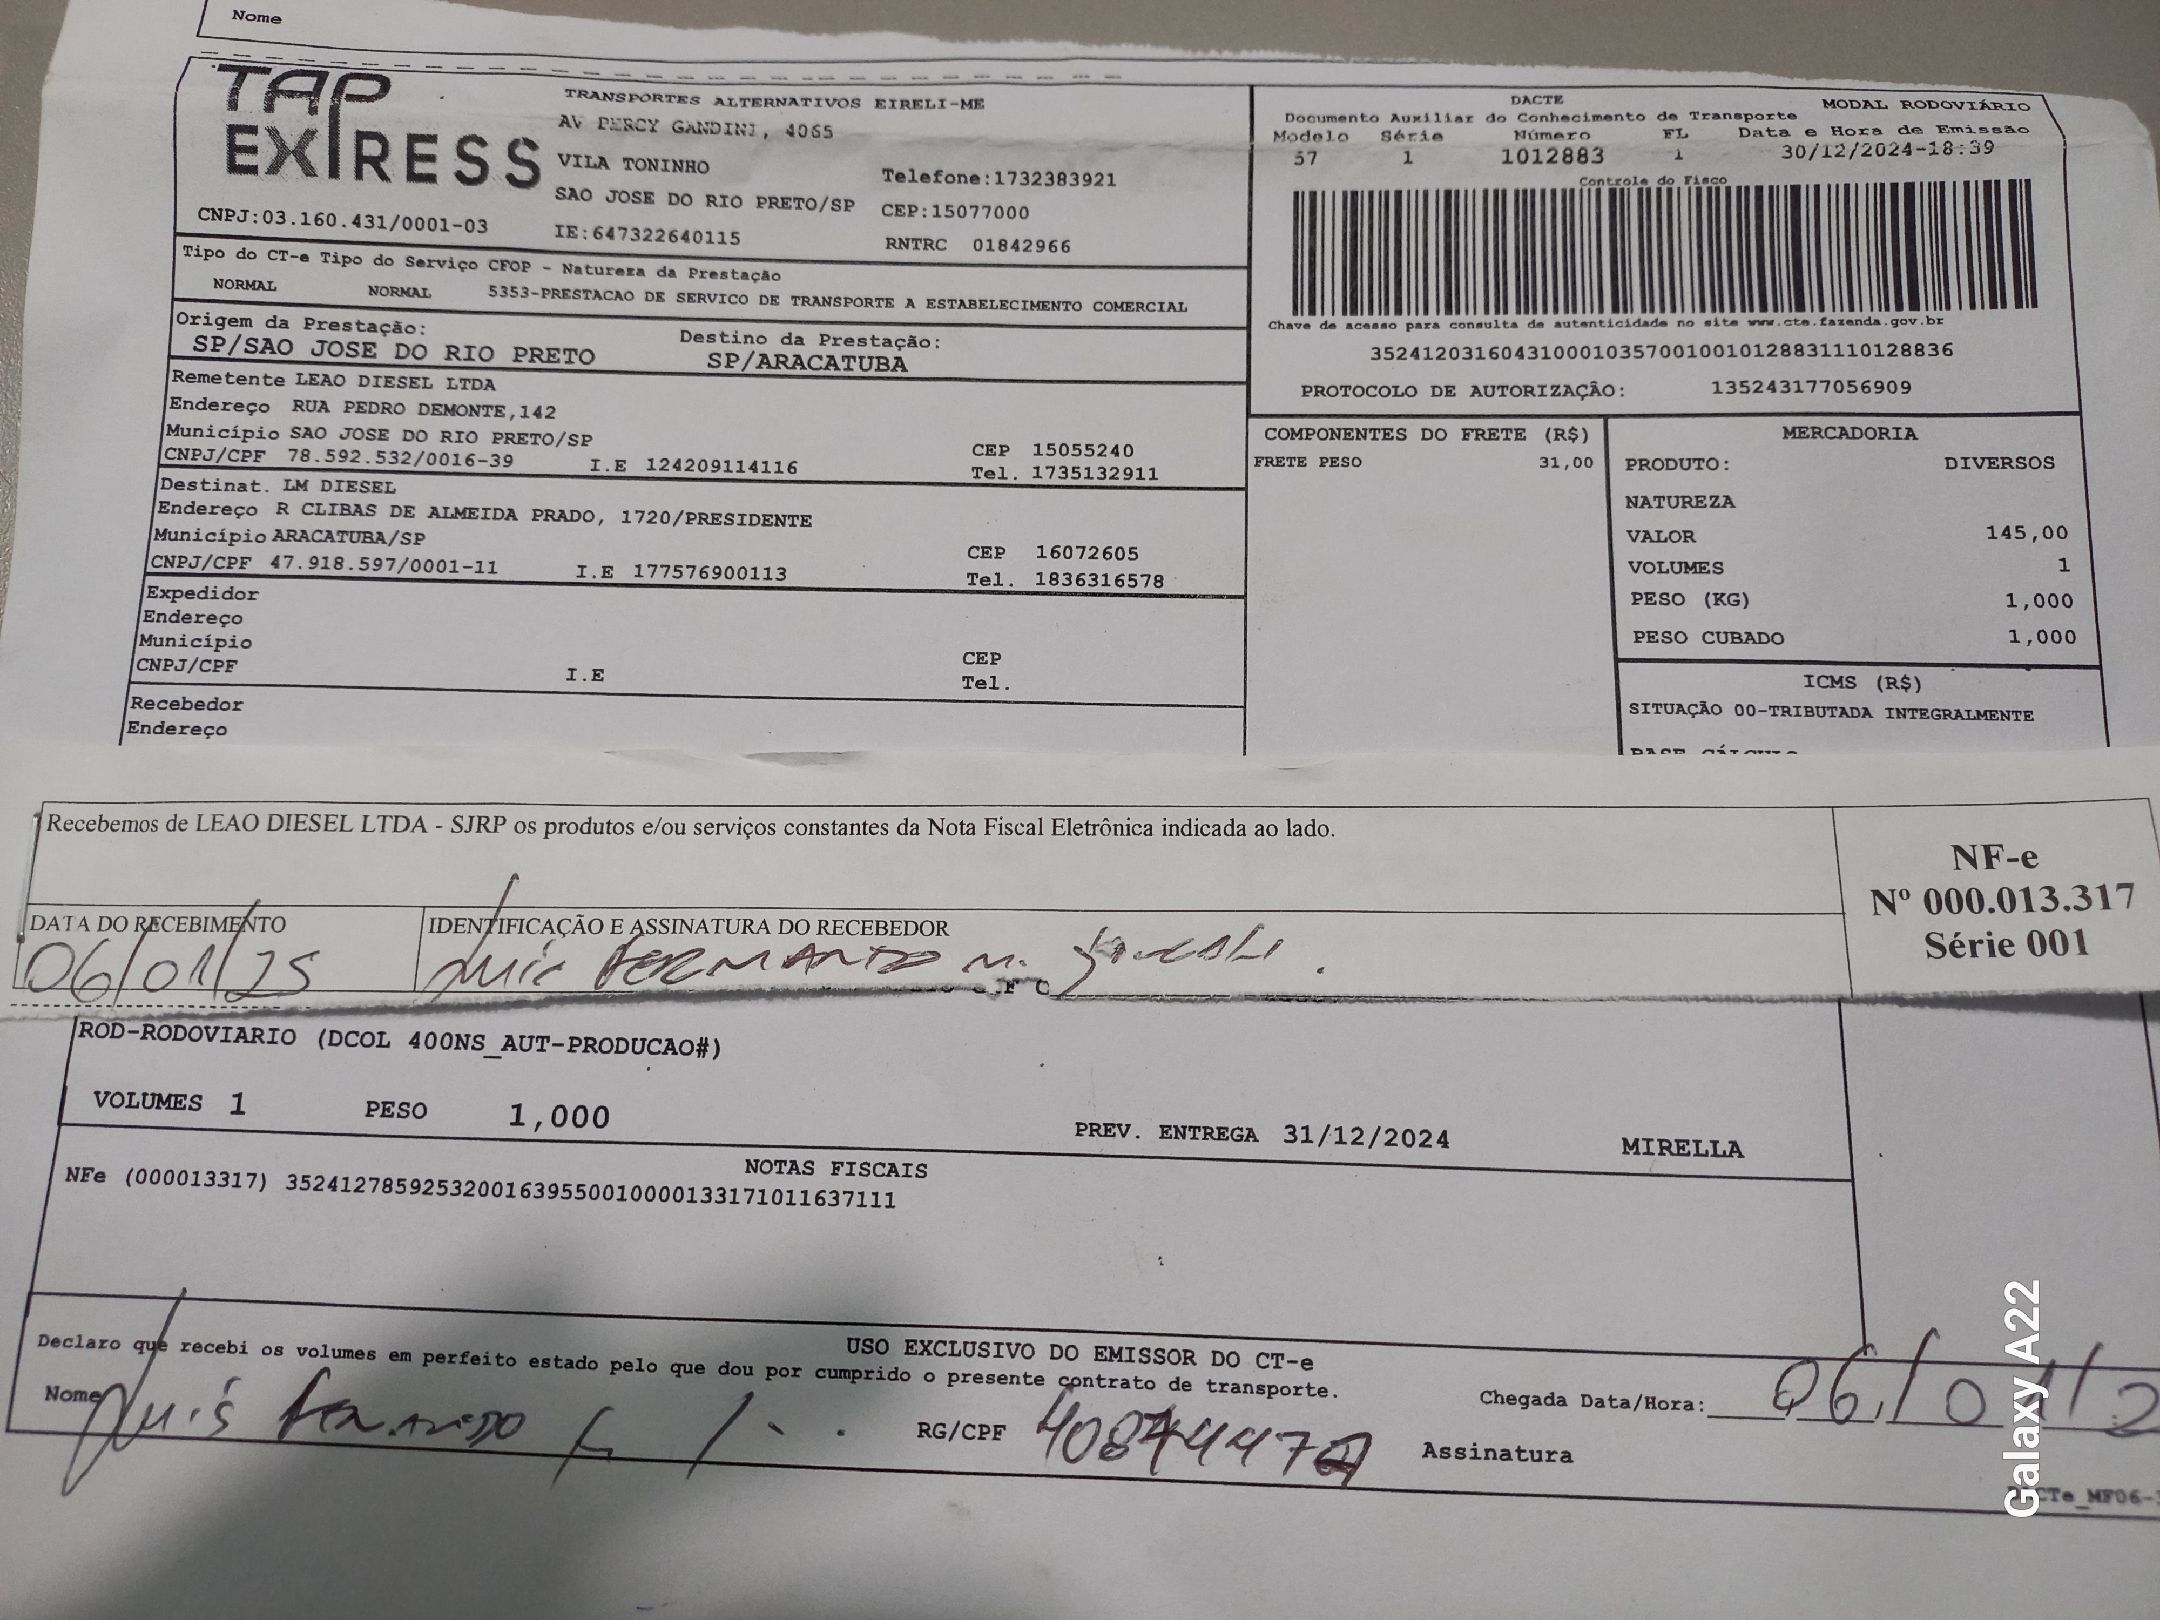 Nome
TAP EXPRESS
TRANSPORTES ALTERNATIVOS EIRELI-ME
AV PERCY GANDINI, 4065
VILA TONINHO
Telefone:1732383921
SAO JOSE DO RIO PRETO/SP CEP:15077000
CNPJ:03.160.431/0001-03 IE:647322640115 RNTRC 01842966
DACTE MODAL RODOVIÁRIO
Documento Auxiliar do Conhecimento de Transporte
Modelo Série Número FL Data e Hora de Emissão
57 1 1012883 1 30/12/2024-18:39
Controle do Fisco
Chave de acesso para consulta de autenticidade no site www.cte.fazenda.gov.br
35241203160431000103570010010128831110128836
PROTOCOLO DE AUTORIZAÇÃO: 135243177056909
Tipo do CT-e Tipo do Serviço CFOP - Natureza da Prestação
NORMAL NORMAL 5353-PRESTACAO DE SERVICO DE TRANSPORTE A ESTABELECIMENTO COMERCIAL
Origem da Prestação: Destino da Prestação:
SP/SAO JOSE DO RIO PRETO SP/ARACATUBA
Remetente LEAO DIESEL LTDA
Endereço RUA PEDRO DEMONTE,142
Município SAO JOSE DO RIO PRETO/SP CEP 15055240
CNPJ/CPF 78.592.532/0016-39 I.E 124209114116 Tel. 1735132911
Destinat. LM DIESEL
Endereço R CLIBAS DE ALMEIDA PRADO, 1720/PRESIDENTE
Município ARACATUBA/SP CEP 16072605
CNPJ/CPF 47.918.597/0001-11 I.E 177576900113 Tel. 1836316578
Expedidor
Endereço
Município CEP
CNPJ/CPF I.E Tel.
Recebedor
Endereço
COMPONENTES DO FRETE (R$)
FRETE PESO 31,00
MERCADORIA
PRODUTO: DIVERSOS
NATUREZA
VALOR 145,00
VOLUMES 1
PESO (KG) 1,000
PESO CUBADO 1,000
ICMS (R$)
SITUAÇÃO 00-TRIBUTADA INTEGRALMENTE
BASE CÁLCULO
Recebemos de LEAO DIESEL LTDA - SJRP os produtos e/ou serviços constantes da Nota Fiscal Eletrônica indicada ao lado.
NF-e
Nº 000.013.317
Série 001
DATA DO RECEBIMENTO IDENTIFICAÇÃO E ASSINATURA DO RECEBEDOR
06/01/25 Luis FERNANDO M.
ROD-RODOVIARIO (DCOL 400NS_AUT-PRODUCAO#)
VOLUMES 1 PESO 1,000 PREV. ENTREGA 31/12/2024 MIRELLA
NOTAS FISCAIS
NFe (000013317) 35241278592532001639550010000133171011637111
USO EXCLUSIVO DO EMISSOR DO CT-e
Declaro que recebi os volumes em perfeito estado pelo que dou por cumprido o presente contrato de transporte.
Nome Luis FERNANDO RG/CPF Assinatura
Chegada Data/Hora: 06/01/2
CTe_MF06-
Galaxy A22